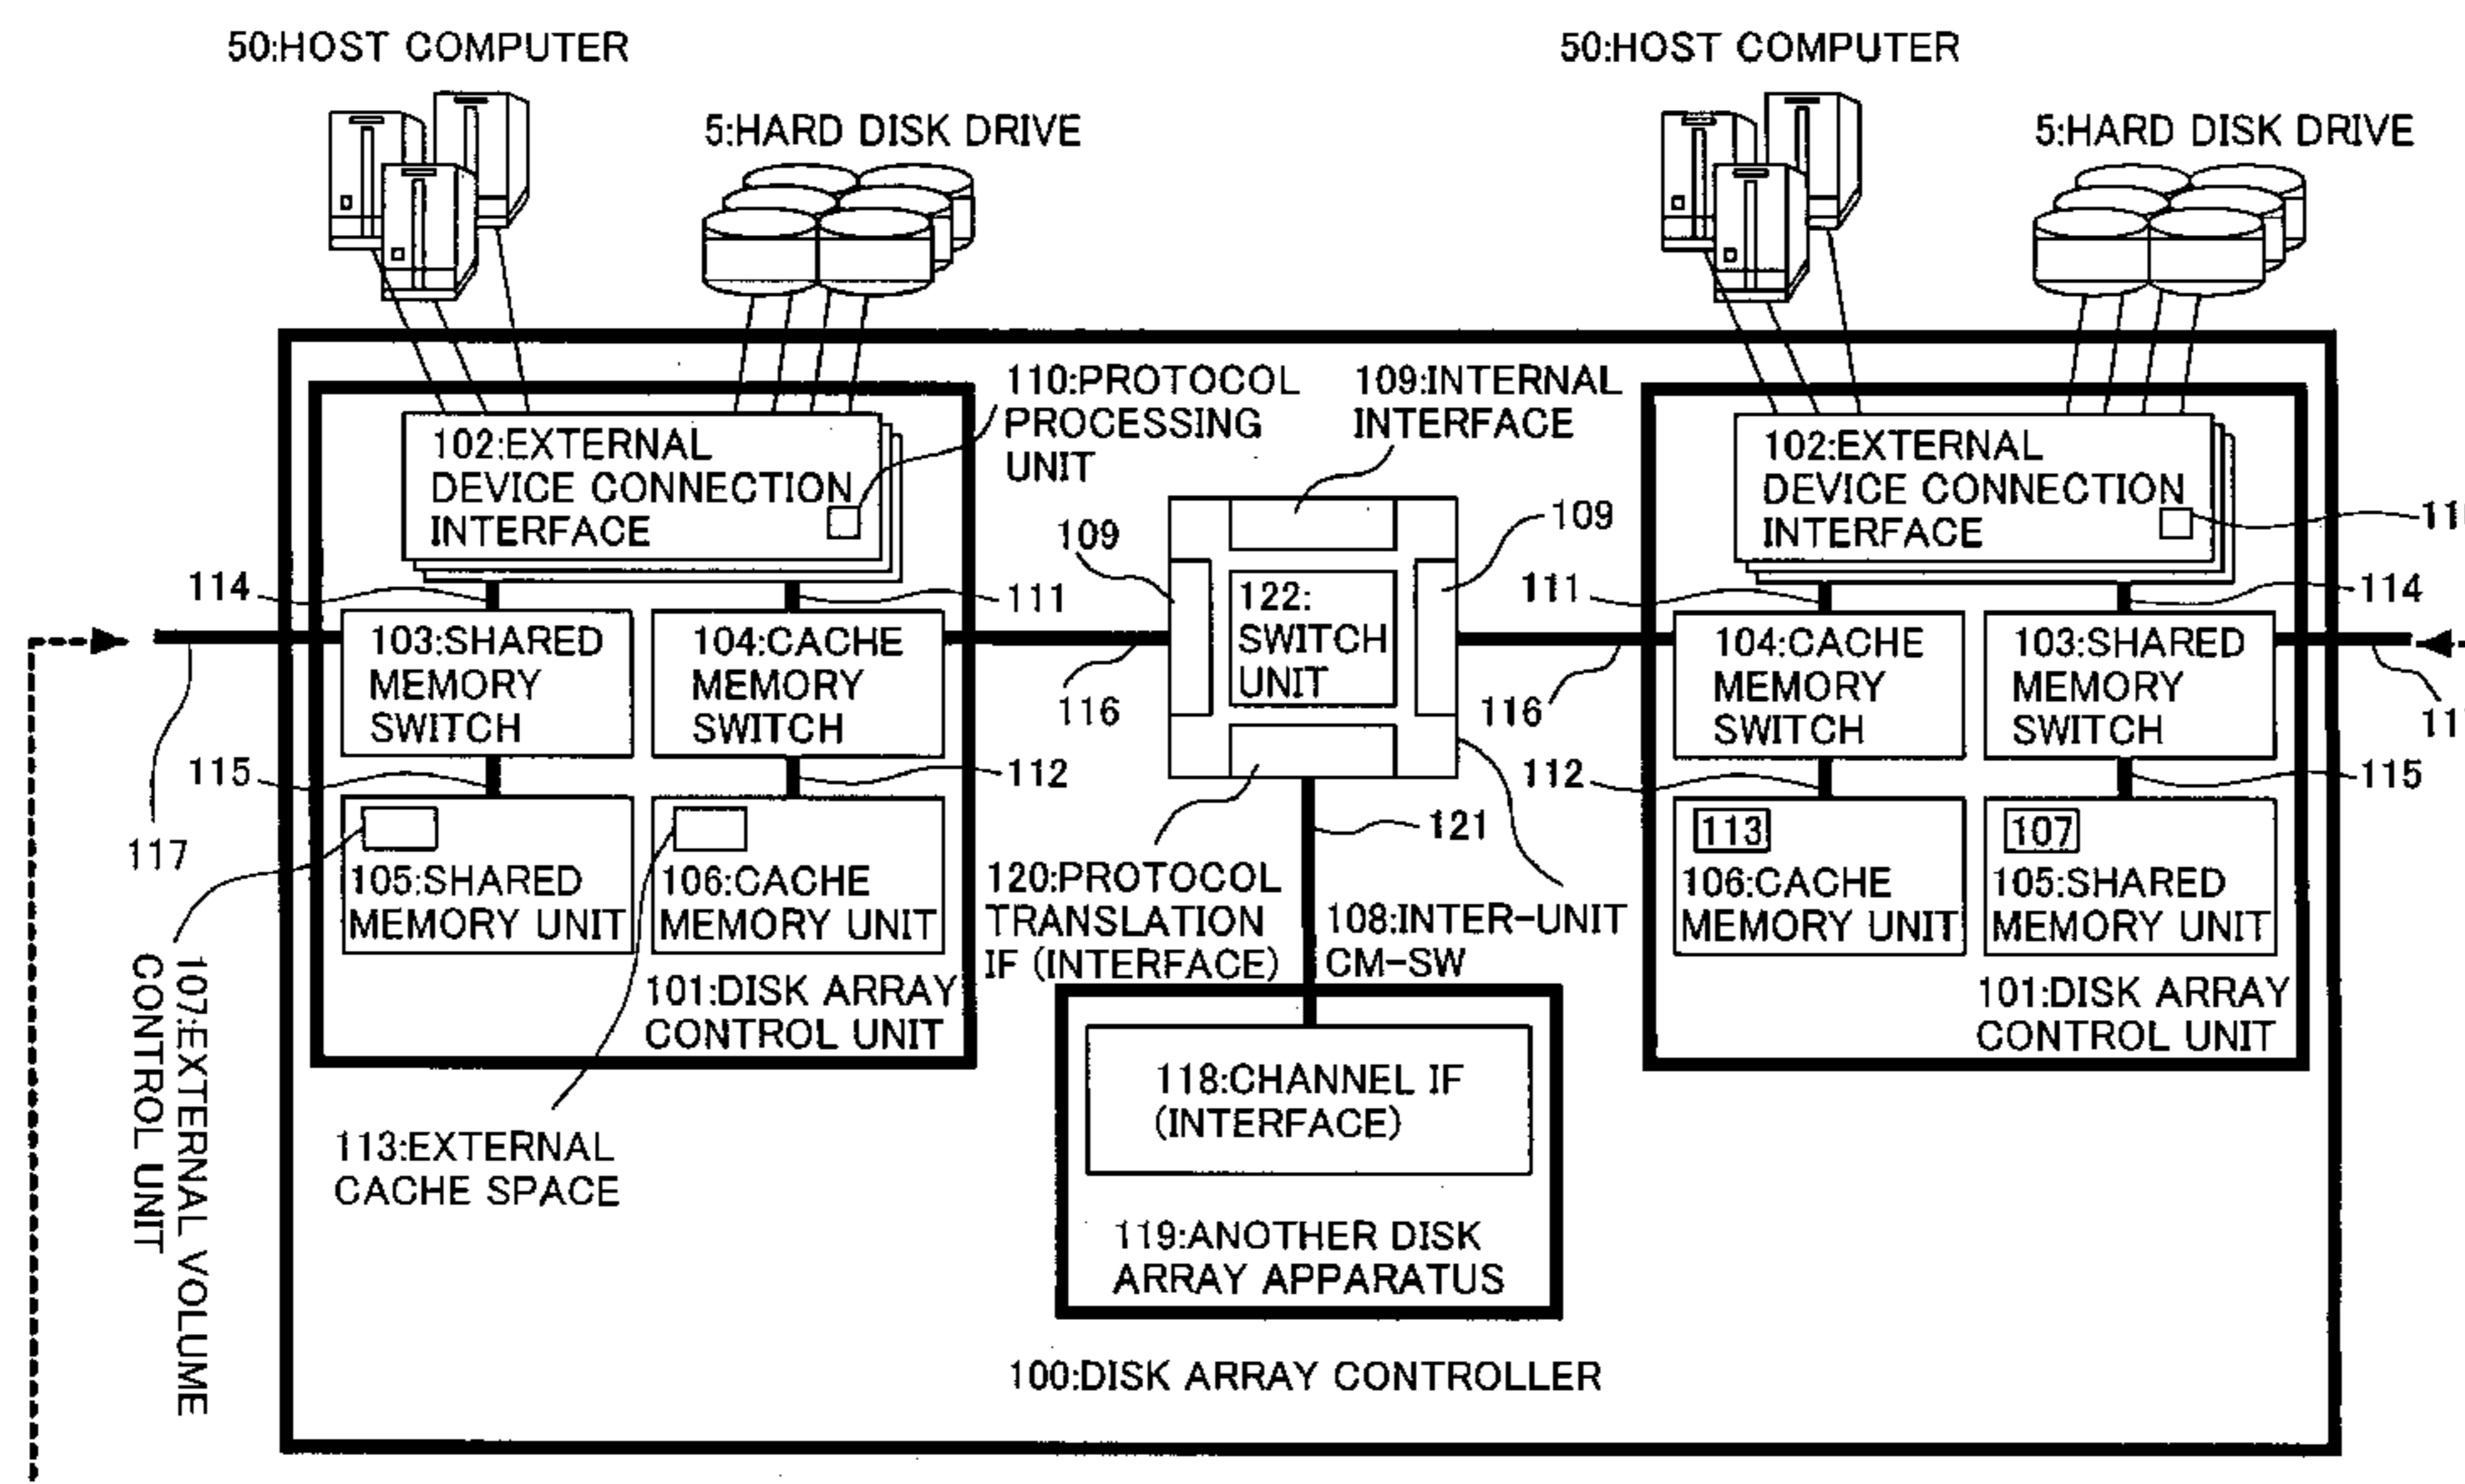 50:HOST COMPUTER
50:HOST COMPUTER
5:HARD DISK DRIVE
5:HARD DISK DRIVE
110:PROTOCOL
PROCESSING
UNIT
109:INTERNAL
INTERFACE
102:EXTERNAL
DEVICE CONNECTION
INTERFACE
102:EXTERNAL
DEVICE CONNECTION
INTERFACE
109
109
114
111
111
114
122:
SWITCH
UNIT
103:SHARED
MEMORY
SWITCH
104:CACHE
MEMORY
SWITCH
104:CACHE
MEMORY
SWITCH
103:SHARED
MEMORY
SWITCH
116
116
115
112
112
115
117
121
113
107
105:SHARED
MEMORY UNIT
106:CACHE
MEMORY UNIT
120:PROTOCOL
TRANSLATION
IF (INTERFACE)
108:INTER-UNIT
CM-SW
106:CACHE
MEMORY UNIT
105:SHARED
MEMORY UNIT
101:DISK ARRAY
CONTROL UNIT
101:DISK ARRAY
CONTROL UNIT
107:EXTERNAL VOLUME
CONTROL UNIT
118:CHANNEL IF
(INTERFACE)
113:EXTERNAL
CACHE SPACE
119:ANOTHER DISK
ARRAY APPARATUS
100:DISK ARRAY CONTROLLER